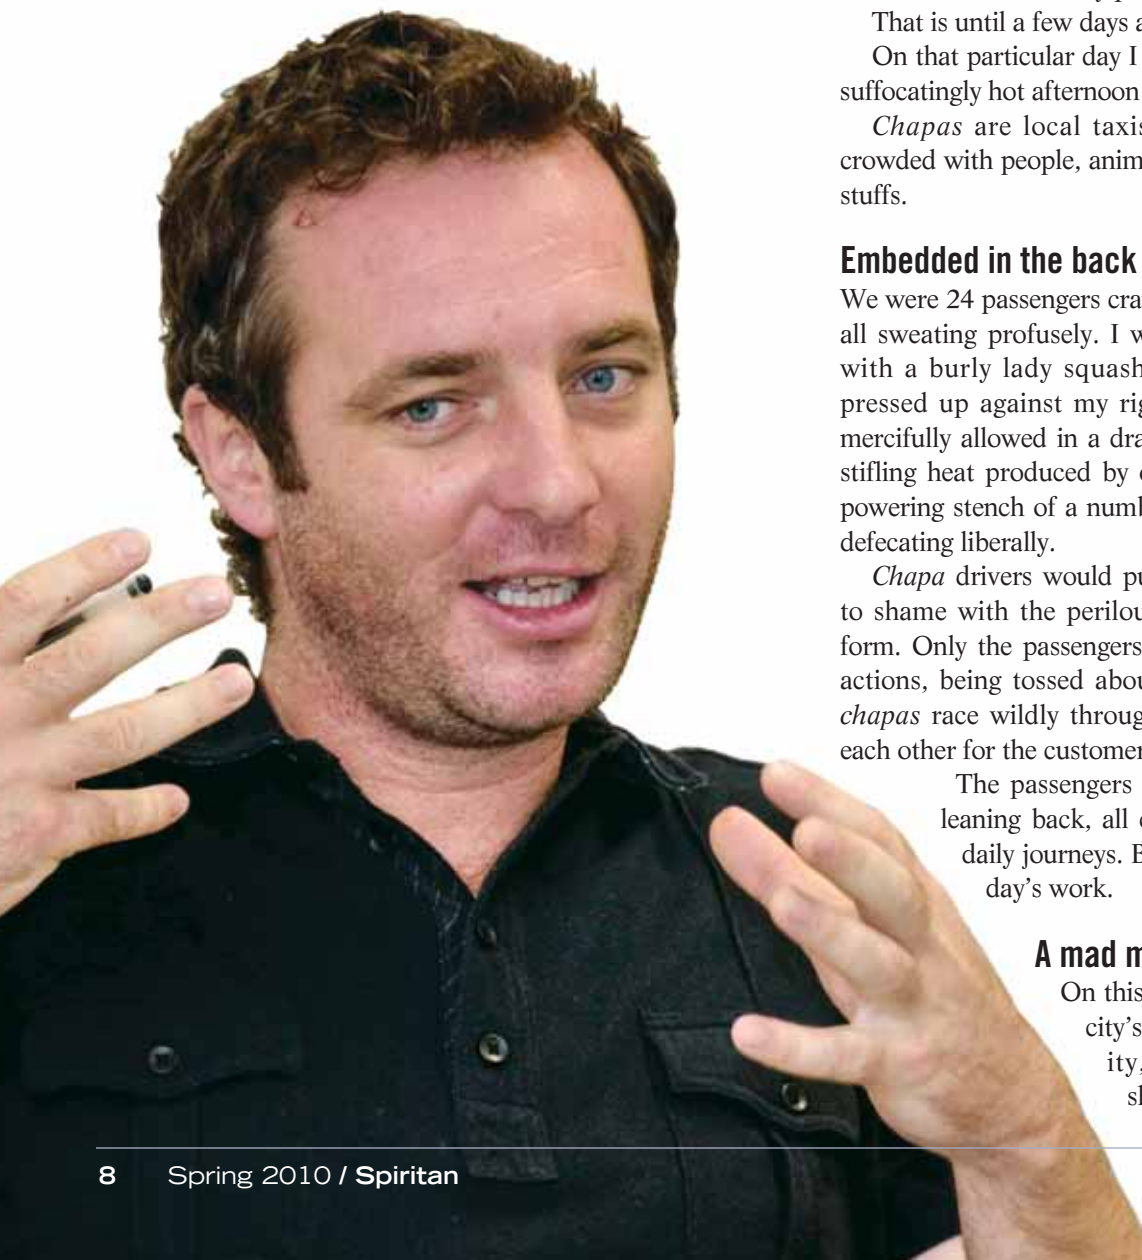 That is until a few days a
On that particular day I
suffocatingly hot afternoon
Chapas are local taxis
crowded with people, anim
stuffs.
Embedded in the back
We were 24 passengers cra
all sweating profusely. I w
with a burly lady squash
pressed up against my rig
mercifully allowed in a dra
stifling heat produced by
powering stench of a numb
defecating liberally.
Chapa drivers would pu
to shame with the perilou
form. Only the passengers
actions, being tossed abou
chapas race wildly throug
each other for the customer
The passengers
leaning back, all
daily journeys. B
day's work.
A mad m
On this
city's
ity,
sl
8 Spring 2010 / Spiritan